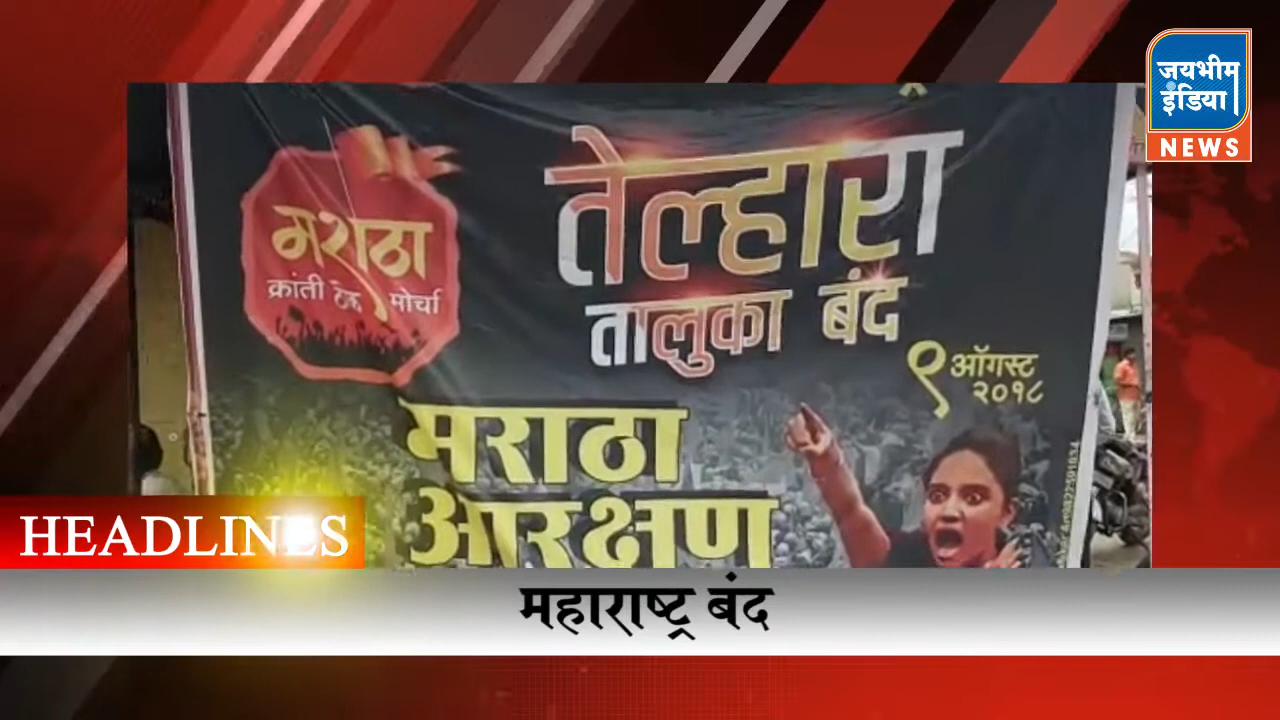 जयभीम
इंडिया
NEWS
तेल्हारा
तालुका बंद
मराठा
क्रांती ठोक मोर्चा
९ ऑगस्ट
२०१८
मराठा
आरक्षण
HEADLINES
महाराष्ट्र बंद